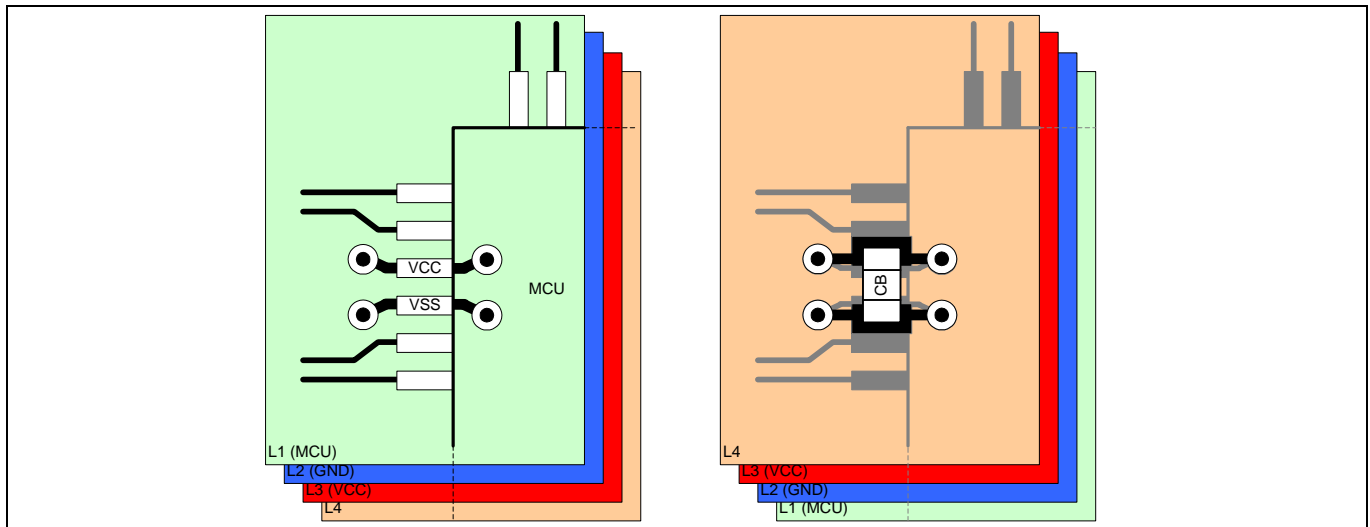 VCC
VSS
MCU
L1 (MCU)
L2 (GND)
L3 (VCC)
L4
CB
L4
L3 (VCC)
L2 (GND)
L1 (MCU)